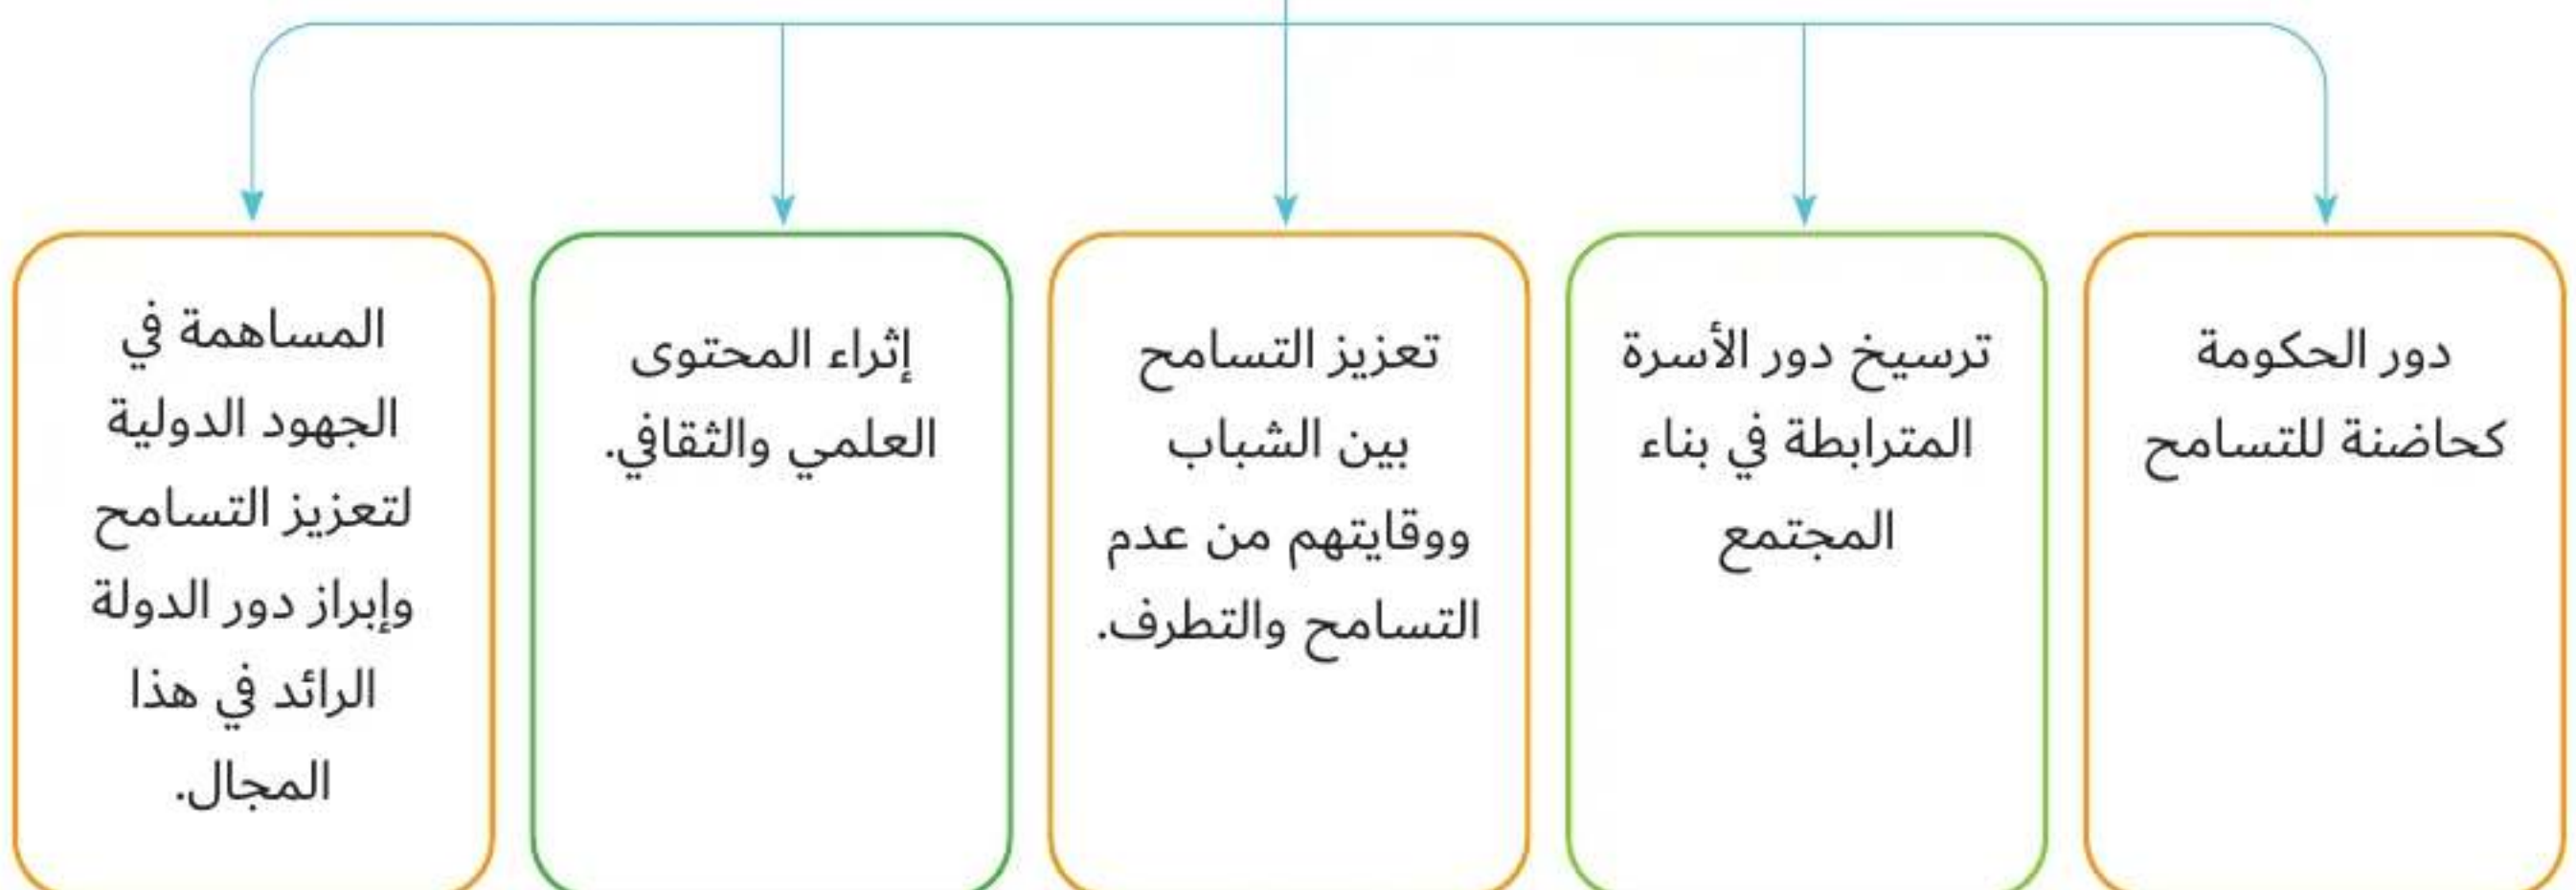 دور الحكومة
كحاضنة للتسامح
ترسيخ دور الأسرة
المترابطة في بناء
المجتمع
تعزيز التسامح
بين الشباب
ووقايتهم من عدم
التسامح والتطرف.
إثراء المحتوى
العلمي والثقافي.
المساهمة في
الجهود الدولية
لتعزيز التسامح
وإبراز دور الدولة
الرائد في هذا
المجال.